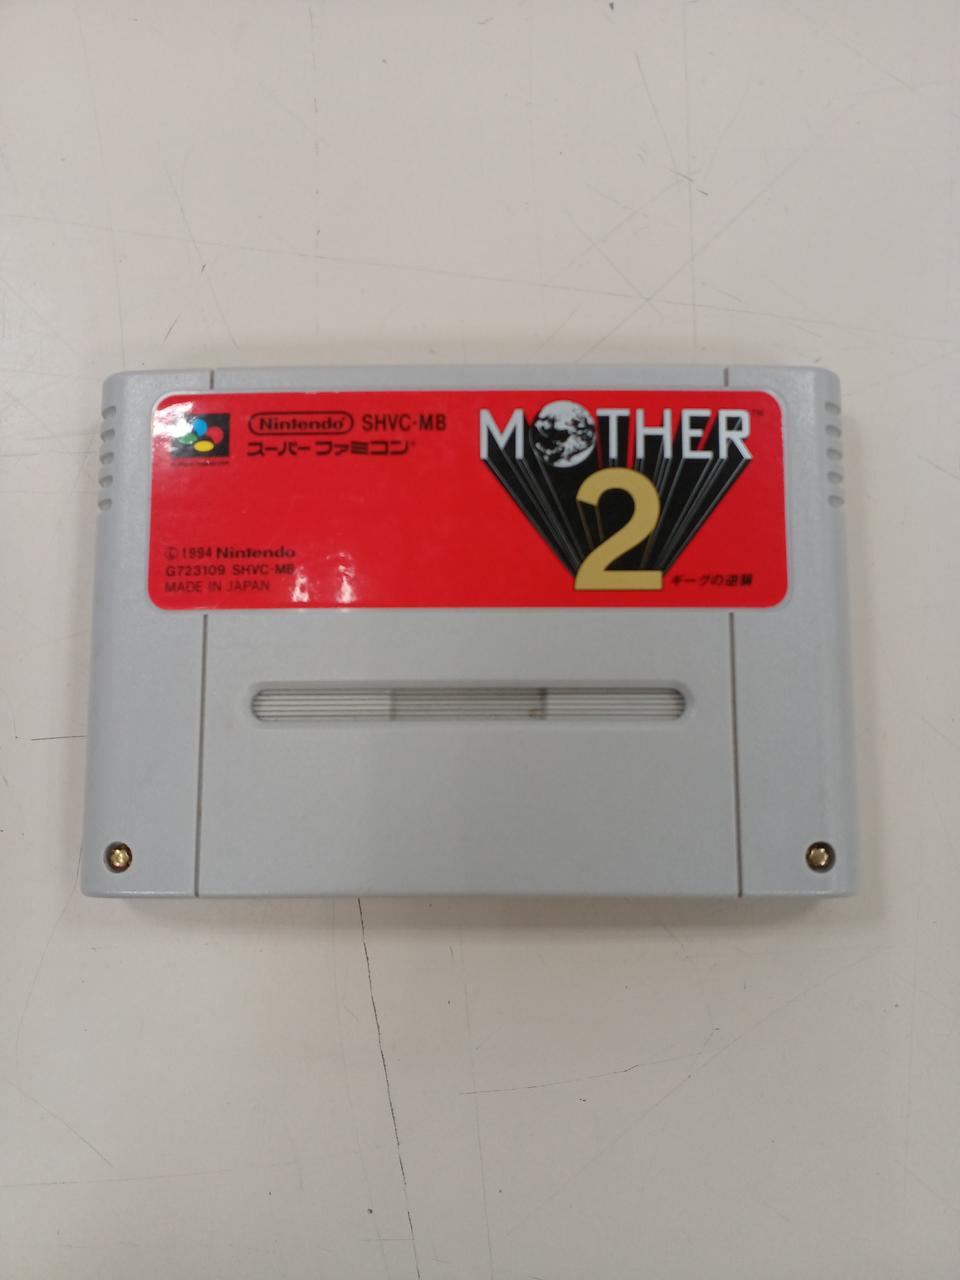 Nintendo SHVC-MB
スーパーファミコン
MOTHER™
2
ギーグの逆襲
© 1994 Nintendo
G723109 SHVC-MB
MADE IN JAPAN